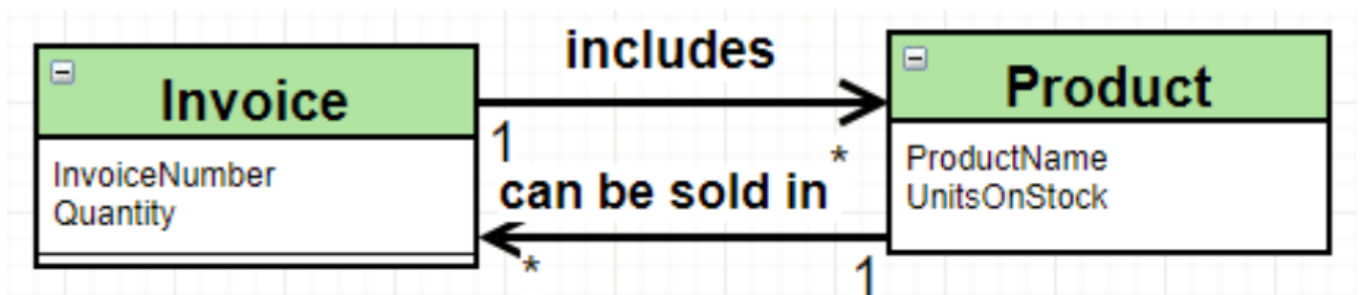 includes
Invoice
Product
1
*
InvoiceNumber
Quantity
can be sold in
ProductName
UnitsOnStock
*
1